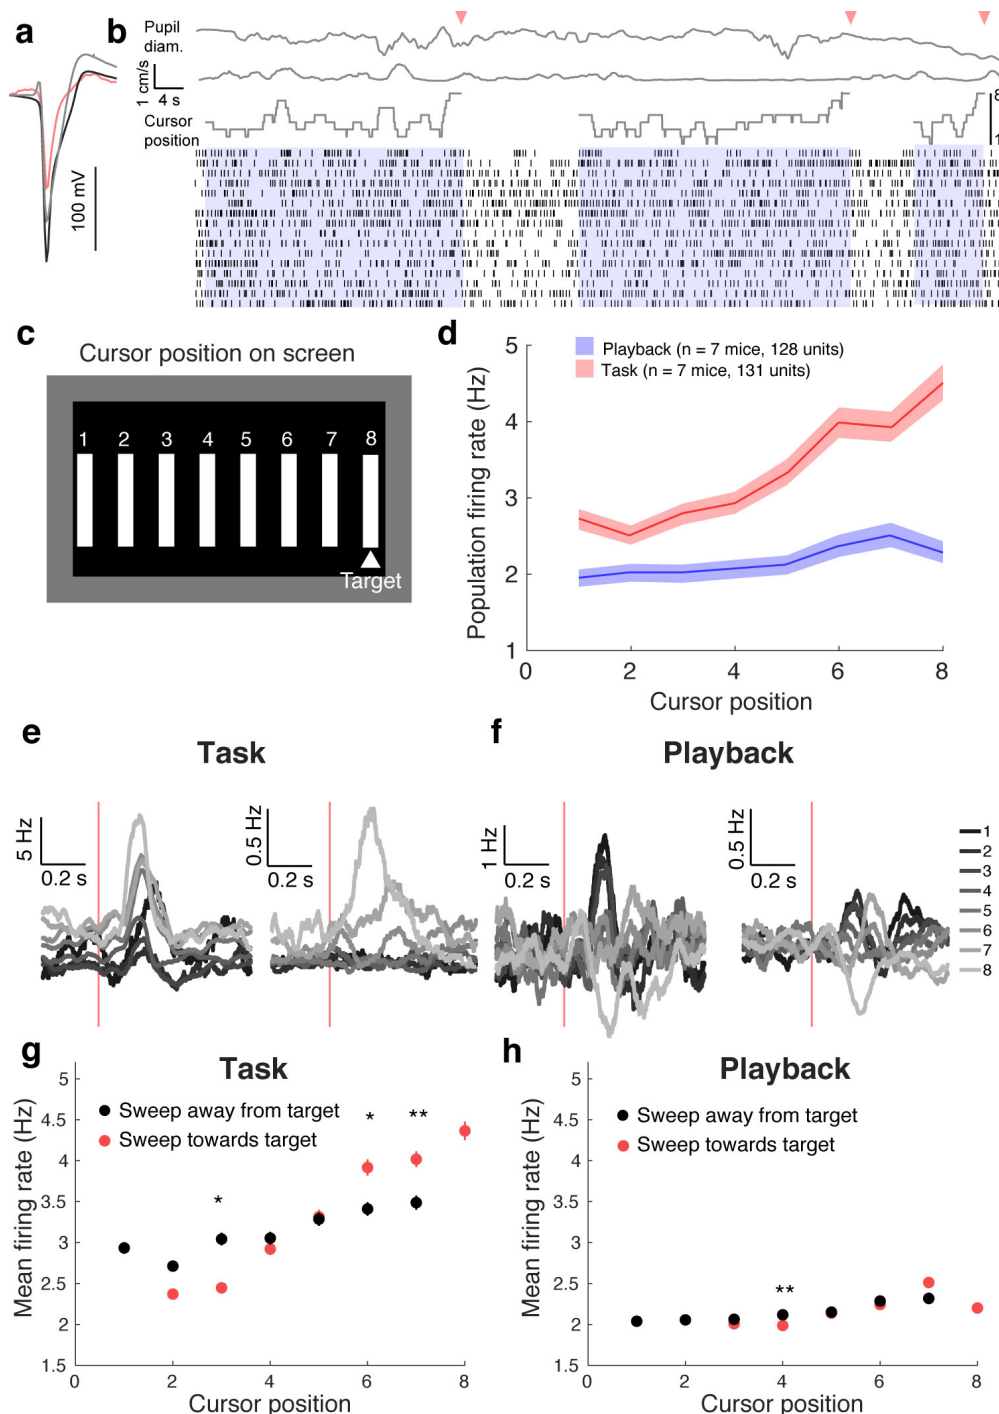 a
100 mV
b
Pupil
diam.
1 cm/s
4 s
Cursor
position
8
1
c
Cursor position on screen
1 2 3 4 5 6 7 8
Target
d
Playback (n = 7 mice, 128 units)
Task (n = 7 mice, 131 units)
Population firing rate (Hz)
5
4
3
2
1
0 2 4 6 8
Cursor position
e
Task
5 Hz
0.2 s
0.5 Hz
0.2 s
f
Playback
1 Hz
0.2 s
0.5 Hz
0.2 s
1
2
3
4
5
6
7
8
g
Task
Sweep away from target
Sweep towards target
* ** *
Mean firing rate (Hz)
5
4.5
4
3.5
3
2.5
2
1.5
0 2 4 6 8
Cursor position
h
Playback
Sweep away from target
Sweep towards target
**
Mean firing rate (Hz)
5
4.5
4
3.5
3
2.5
2
1.5
0 2 4 6 8
Cursor position